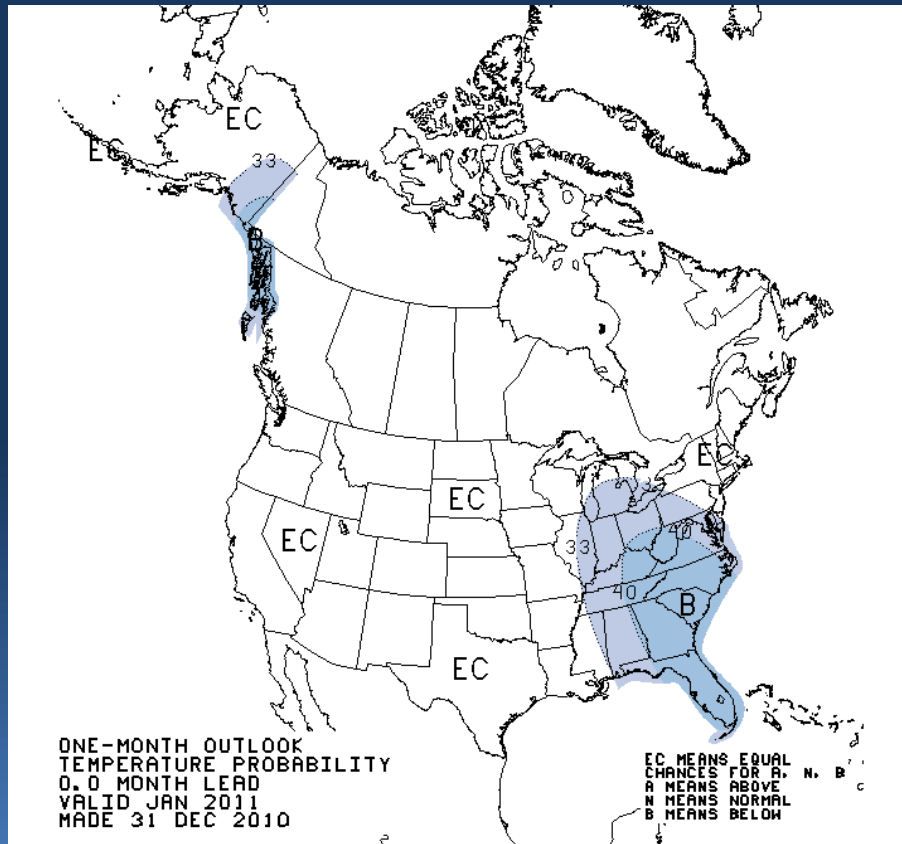 EC
EC
33
B
EC
EC
33
40
EC
33
40
B
EC
ONE-MONTH OUTLOOK
TEMPERATURE PROBABILITY
0.0 MONTH LEAD
VALID JAN 2011
MADE 31 DEC 2010
EC MEANS EQUAL
CHANCES FOR A, N, B
A MEANS ABOVE
N MEANS NORMAL
B MEANS BELOW